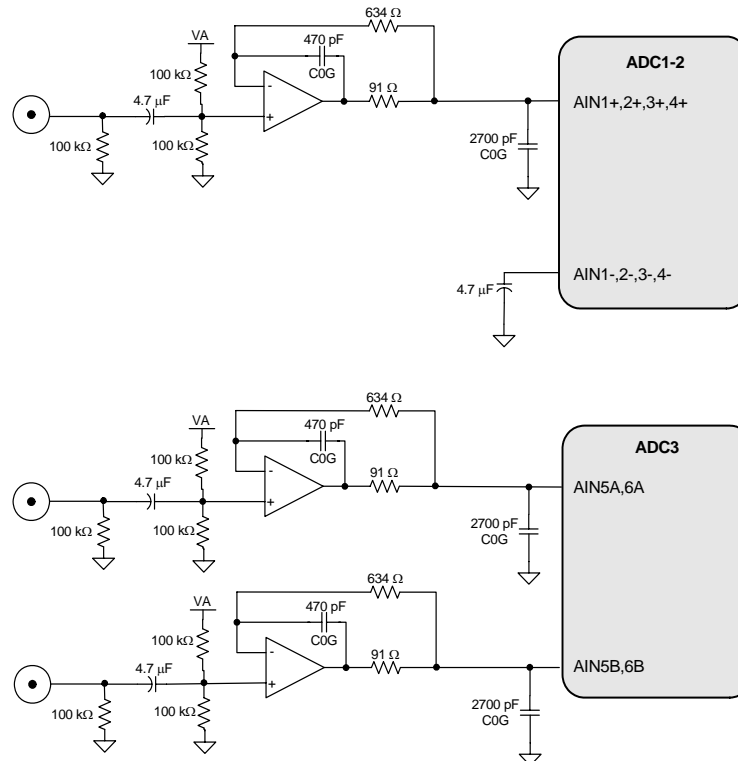 634 Ω
470 pF
C0G
VA
100 kΩ
4.7 µF
-
+
91 Ω
100 kΩ
100 kΩ
ADC1-2
AIN1+,2+,3+,4+
2700 pF
C0G
AIN1-,2-,3-,4-
4.7 µF
634 Ω
470 pF
C0G
VA
100 kΩ
4.7 µF
-
+
91 Ω
100 kΩ
100 kΩ
ADC3
AIN5A,6A
2700 pF
C0G
634 Ω
470 pF
C0G
VA
100 kΩ
4.7 µF
-
+
91 Ω
100 kΩ
100 kΩ
AIN5B,6B
2700 pF
C0G